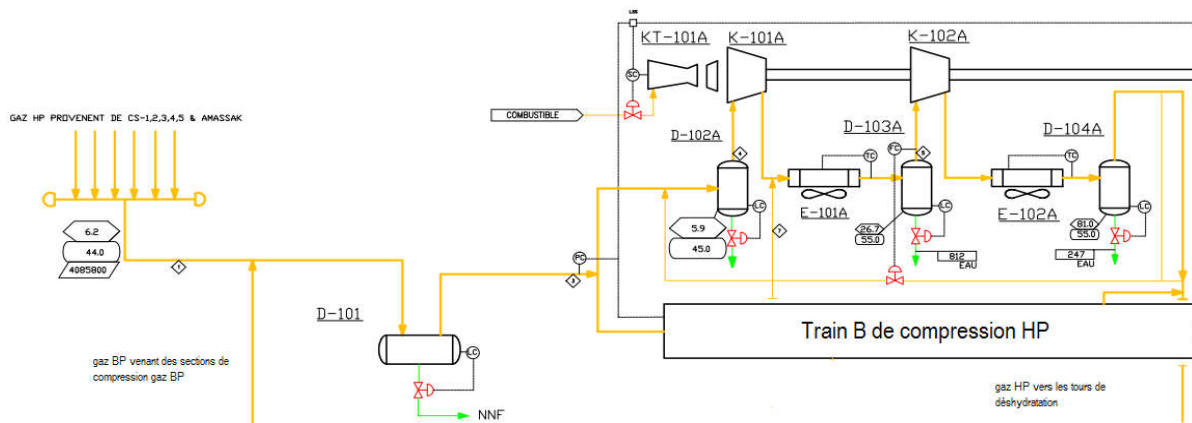 LSS
KT-101A
K-101A
K-102A
SC
COMBUSTIBLE
GAZ HP PROVENENT DE CS-1,2,3,4,5 & AMASSAK
D-102A
D-103A
D-104A
4
TC
FC
5
TC
LC
LC
LC
E-101A
E-102A
6.2
44.0
4085800
1
5.9
45.0
7
26.7
55.0
81.0
55.0
812
EAU
247
EAU
PC
3
D-101
Train B de compression HP
LC
gaz BP venant des sections de
compression gaz BP
NNF
gaz HP vers les tours de
déshydratation